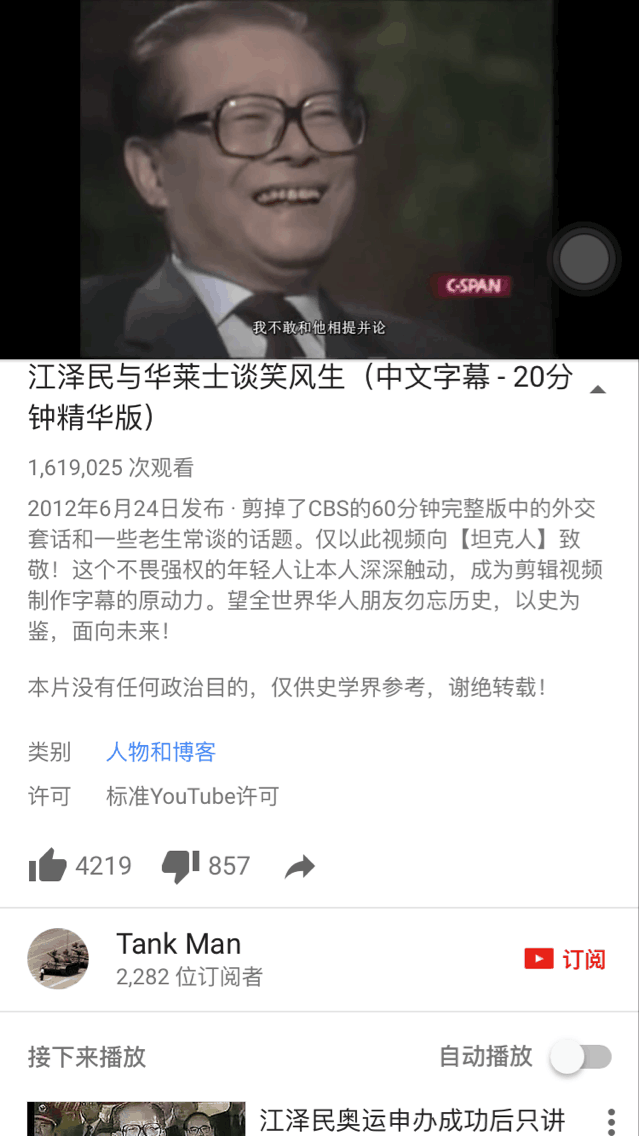 C-SPAN
我不敢和他相提并论
江泽民与华莱士谈笑风生（中文字幕 - 20分
钟精华版）
1,619,025 次观看
2012年6月24日发布 · 剪掉了CBS的60分钟完整版中的外交
套话和一些老生常谈的话题。仅以此视频向【坦克人】致
敬！这个不畏强权的年轻人让本人深深触动，成为剪辑视频
制作字幕的原动力。望全世界华人朋友勿忘历史，以史为
鉴，面向未来！
本片没有任何政治目的，仅供史学界参考，谢绝转载！
类别 人物和博客
许可 标准YouTube许可
4219 857
Tank Man
2,282 位订阅者
订阅
接下来播放 自动播放
江泽民奥运申办成功后只讲